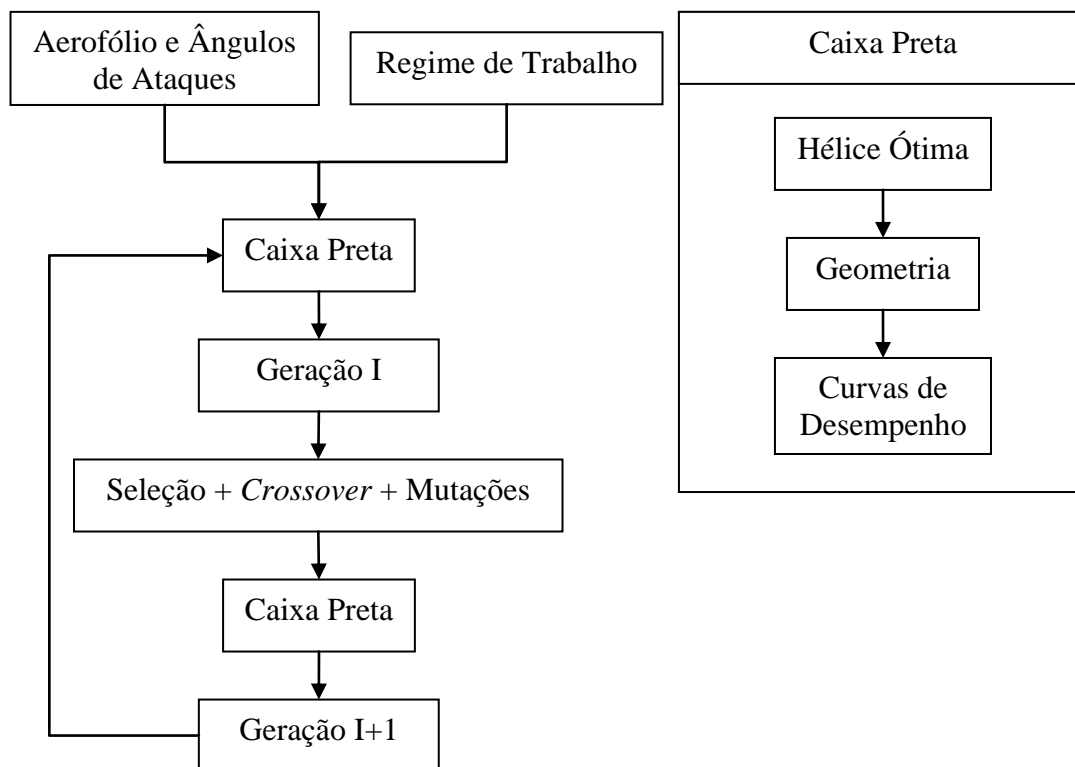 Aerofólio e Ângulos
de Ataques
Regime de Trabalho
Caixa Preta
Geração I
Seleção + Crossover + Mutações
Caixa Preta
Geração I+1
Caixa Preta
Hélice Ótima
Geometria
Curvas de
Desempenho